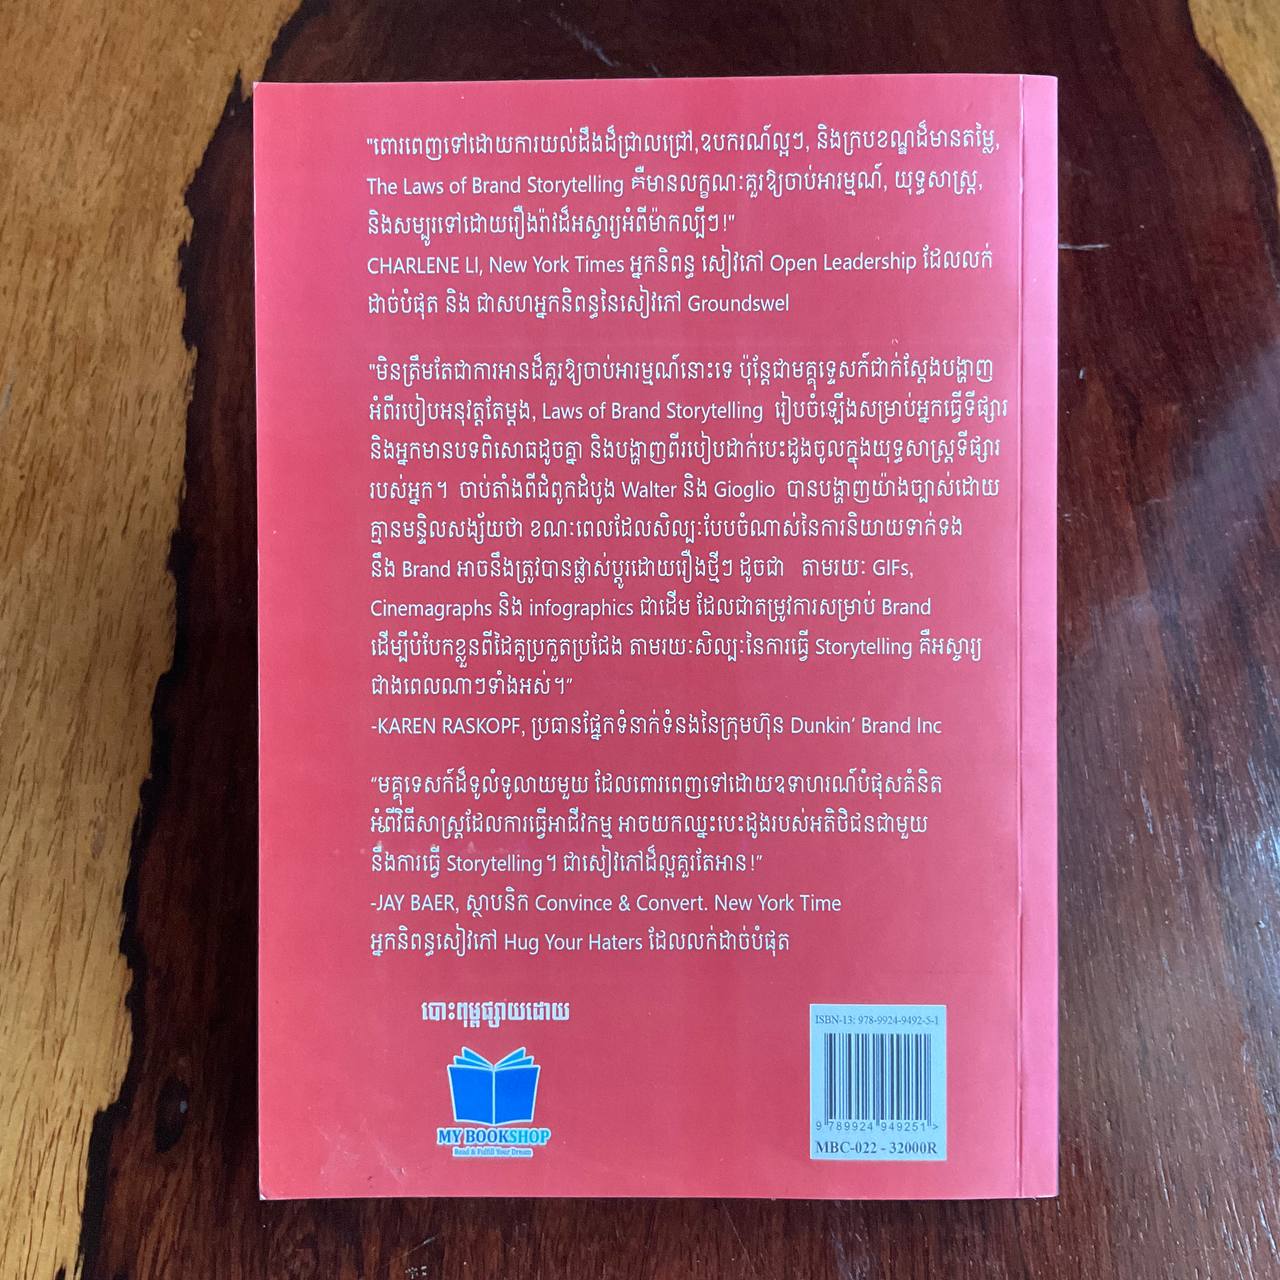 "ពោរពេញទៅដោយការយល់ដឹងដ៏ជ្រាលជ្រៅ,ឧបករណ៍ល្អៗ, និងក្របខណ្ឌដ៏មានតម្លៃ,
The Laws of Brand Storytelling គឺមានលក្ខណៈគួរឱ្យចាប់អារម្មណ៍, យុទ្ធសាស្ត្រ,
និងសម្បូរទៅដោយរឿងរ៉ាវដ៏អស្ចារ្យអំពីម៉ាកល្បីៗ!"
CHARLENE LI, New York Times អ្នកនិពន្ធ សៀវភៅ Open Leadership ដែលលក់
ដាច់បំផុត និង ជាសហអ្នកនិពន្ធនៃសៀវភៅ Groundswel
"មិនត្រឹមតែជាការអានដ៏គួរឱ្យចាប់អារម្មណ៍នោះទេ ប៉ុន្តែជាមគ្គុទ្ទេសក៍ជាក់ស្តែងបង្ហាញ
អំពីរបៀបអនុវត្តតែម្តង, Laws of Brand Storytelling រៀបចំឡើងសម្រាប់អ្នកធ្វើទីផ្សារ
និងអ្នកមានបទពិសោធដូចគ្នា និងបង្ហាញពីរបៀបដាក់បេះដូងចូលក្នុងយុទ្ធសាស្ត្រទីផ្សារ
របស់អ្នក។ ចាប់តាំងពីជំពូកដំបូង Walter និង Gioglio បានបង្ហាញយ៉ាងច្បាស់ដោយ
គ្មានមន្ទិលសង្ស័យថា ខណៈពេលដែលសិល្បៈបែបចំណាស់នៃការនិយាយទាក់ទង
នឹង Brand អាចនឹងត្រូវបានផ្លាស់ប្តូរដោយរឿងថ្មីៗ ដូចជា តាមរយៈ GIFs,
Cinemagraphs និង infographics ជាដើម ដែលជាតម្រូវការសម្រាប់ Brand
ដើម្បីបំបែកខ្លួនពីដៃគូប្រកួតប្រជែង តាមរយៈសិល្បៈនៃការធ្វើ Storytelling គឺអស្ចារ្យ
ជាងពេលណាៗទាំងអស់។"
-KAREN RASKOPF, ប្រធានផ្នែកទំនាក់ទំនងនៃក្រុមហ៊ុន Dunkin' Brand Inc
"មគ្គុទេសក៍ដ៏ទូលំទូលាយមួយ ដែលពោរពេញទៅដោយឧទាហរណ៍បំផុសគំនិត
អំពីវិធីសាស្ត្រដែលការធ្វើអាជីវកម្ម អាចយកឈ្នះបេះដូងរបស់អតិថិជនជាមួយ
នឹងការធ្វើ Storytelling។ ជាសៀវភៅដ៏ល្អគួរតែអាន!"
-JAY BAER, ស្ថាបនិក Convince & Convert. New York Time
អ្នកនិពន្ធសៀវភៅ Hug Your Haters ដែលលក់ដាច់បំផុត
បោះពុម្ពផ្សាយដោយ
MY BOOKSHOP
Read & Fulfill Your Dream
ISBN-13: 978-9924-9492-5-1
9 789924 949251 >
MBC-022 - 32000R